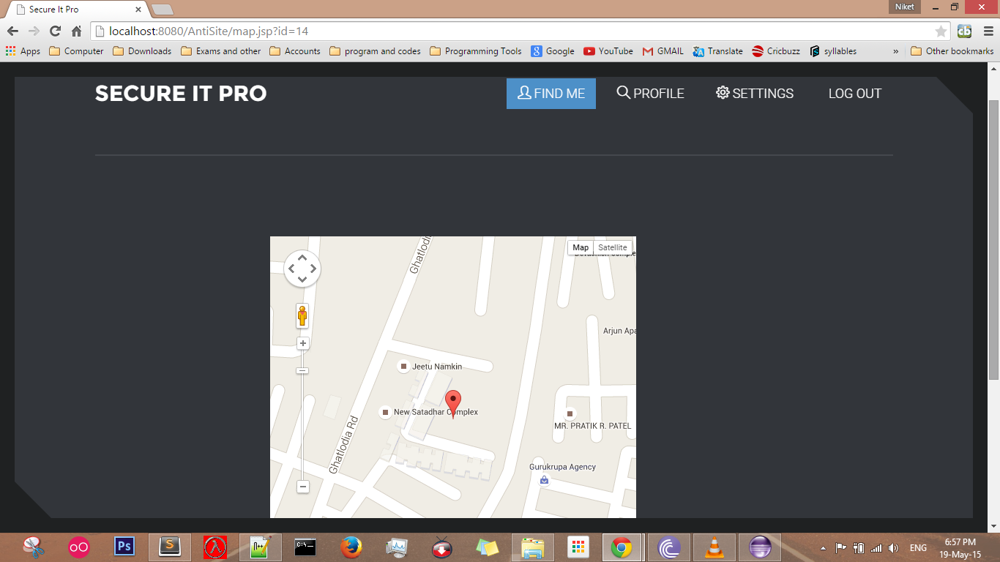 Secure It Pro
Niket
localhost:8080/AntiSite/map.jsp?id=14
Apps Computer Downloads Exams and other Accounts program and codes Programming Tools Google YouTube GMAIL Translate Cricbuzz syllables » Other bookmarks
SECURE IT PRO
FIND ME PROFILE SETTINGS LOG OUT
Map Satellite
Ghatlodi
Arjun Apa
Jeetu Namkin
New Satadhar Complex
MR. PRATIK R. PATEL
Ghatlodia Rd
Gurukrupa Agency
6:57 PM
ENG
19-May-15